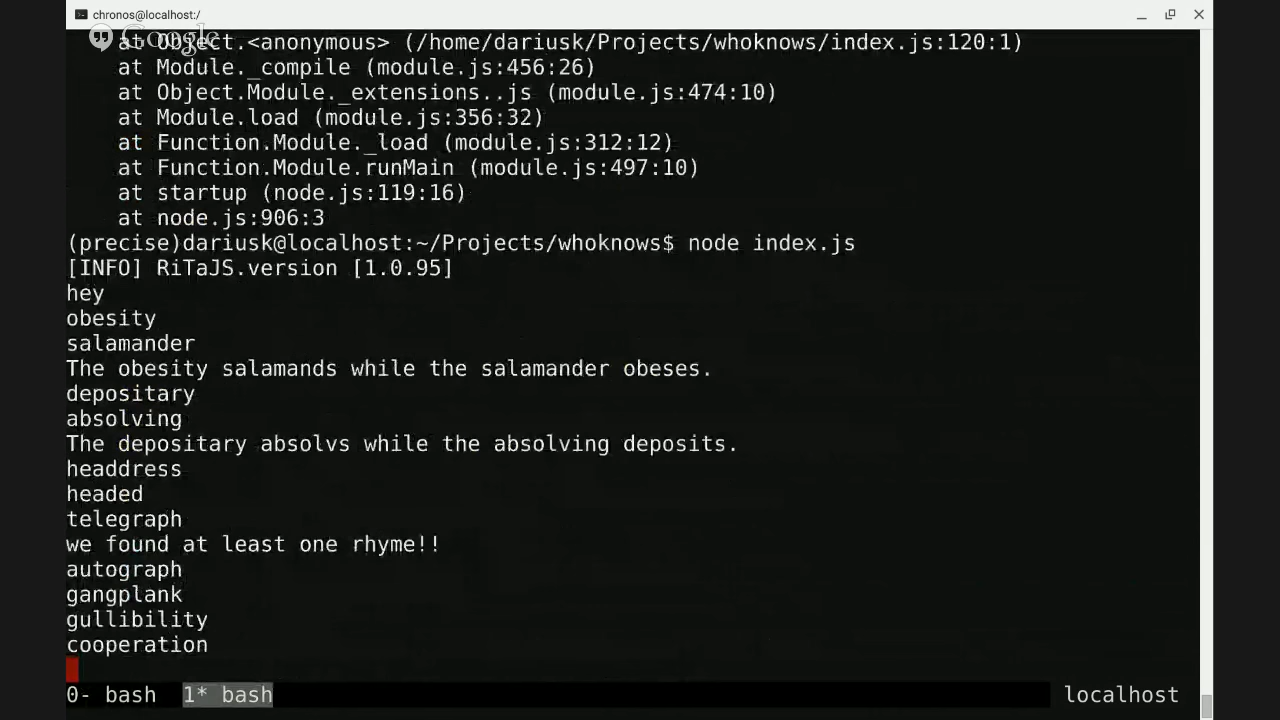 chronos@localhost:/
Google
at Object.<anonymous> (/home/dariusk/Projects/whoknows/index.js:120:1)
at Module._compile (module.js:456:26)
at Object.Module._extensions..js (module.js:474:10)
at Module.load (module.js:356:32)
at Function.Module._load (module.js:312:12)
at Function.Module.runMain (module.js:497:10)
at startup (node.js:119:16)
at node.js:906:3
(precise)dariusk@localhost:~/Projects/whoknows$ node index.js
[INFO] RiTaJS.version [1.0.95]
hey
obesity
salamander
The obesity salamands while the salamander obeses.
depositary
absolving
The depositary absolvs while the absolving deposits.
headdress
headed
telegraph
we found at least one rhyme!!
autograph
gangplank
gullibility
cooperation
0- bash 1* bash localhost